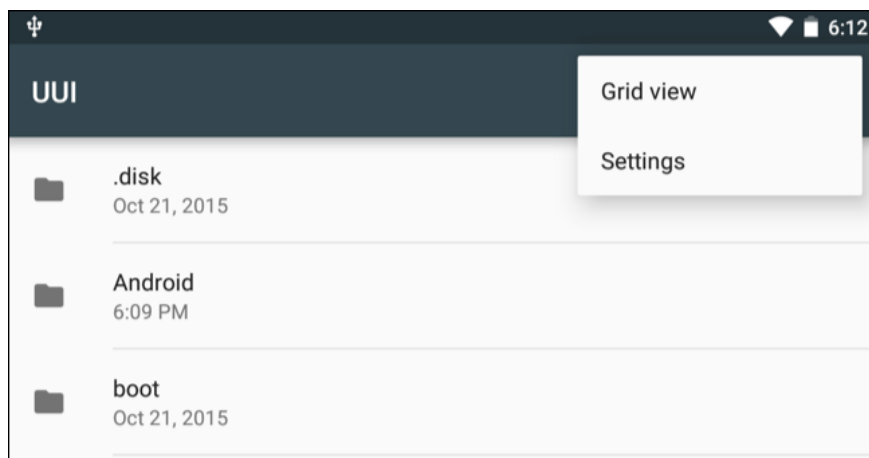 6:12
UUI
Grid view
Settings
.disk
Oct 21, 2015
Android
6:09 PM
boot
Oct 21, 2015